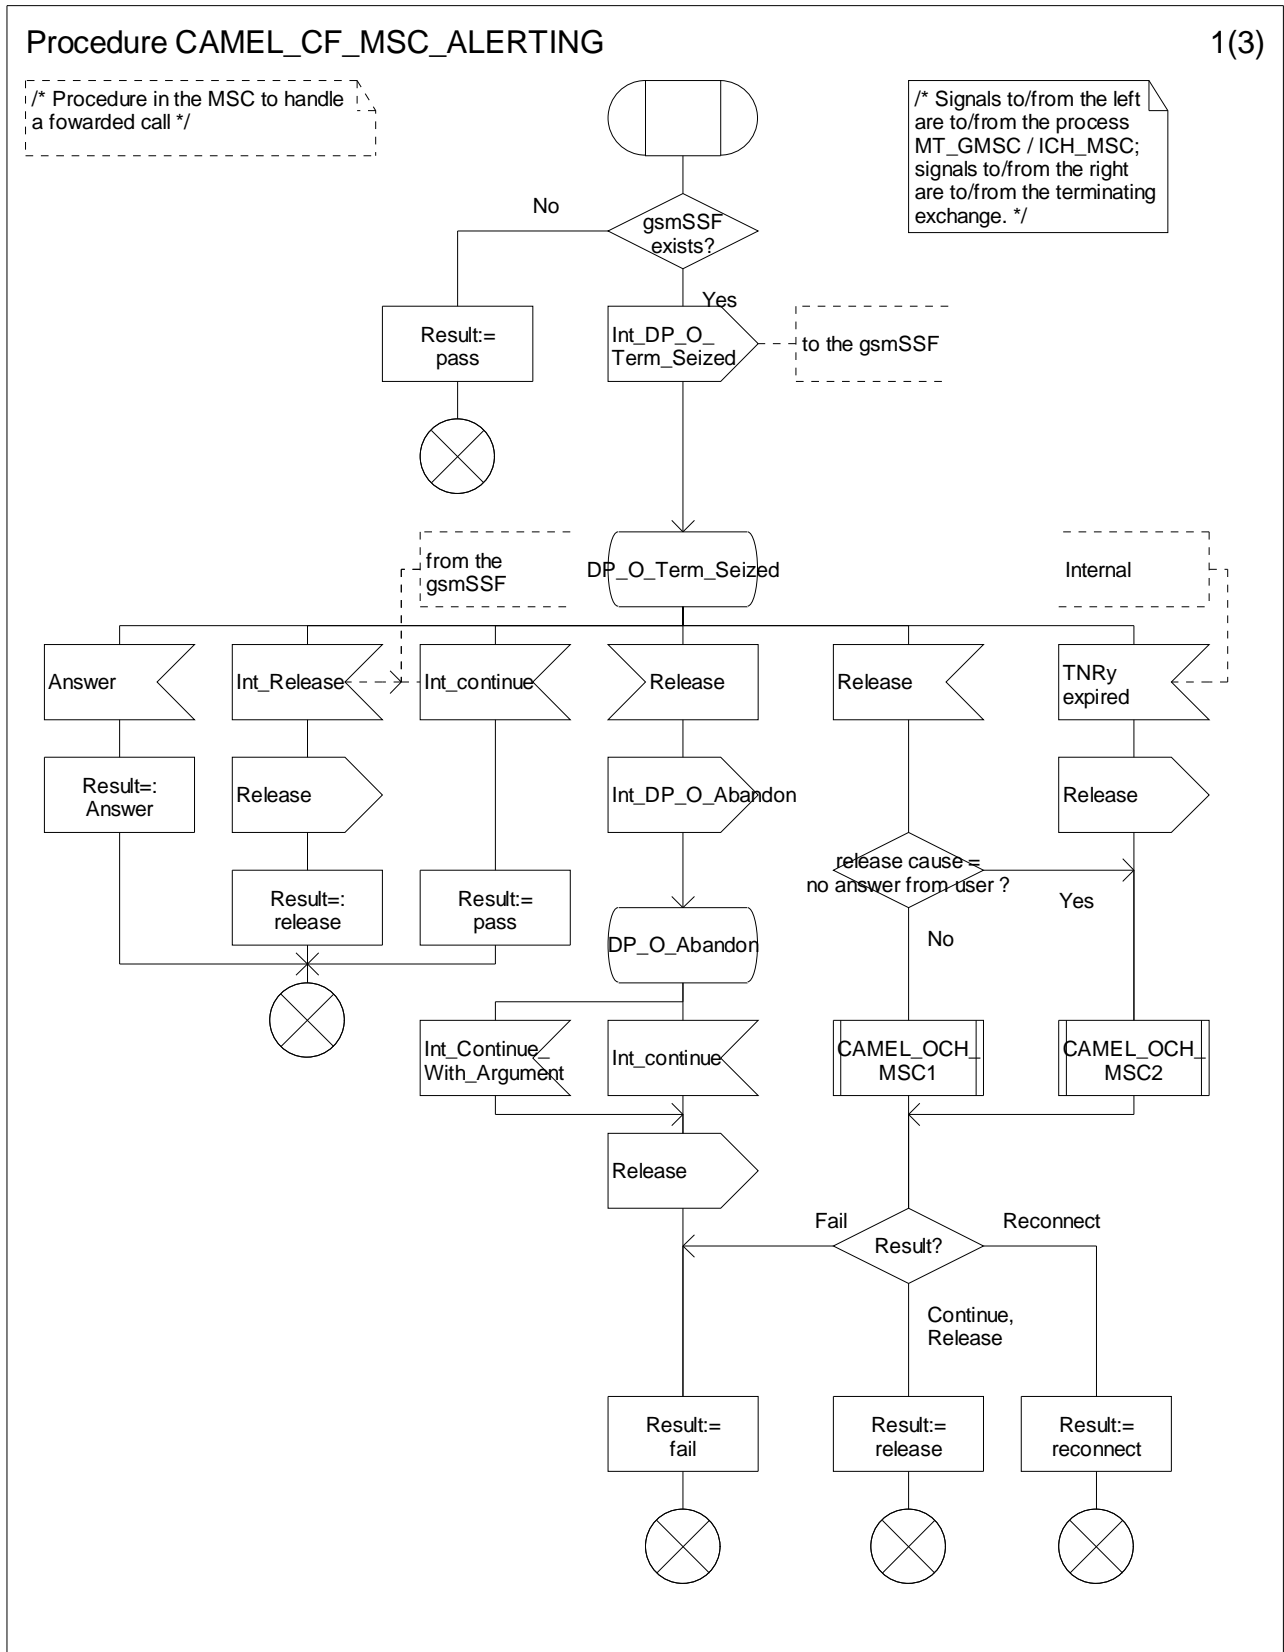 Procedure CAMEL_CF_MSC_ALERTING
1(3)
/* Procedure in the MSC to handle
a fowarded call */
/* Signals to/from the left
are to/from the process
MT_GMSC / ICH_MSC;
signals to/from the right
are to/from the terminating
exchange. */
No
gsmSSF
exists?
Yes
Result:=
pass
Int_DP_O_
Term_Seized
to the gsmSSF
from the
gsmSSF
DP_O_Term_Seized
Internal
Answer
Int_Release
Int_continue
Release
Release
TNRy
expired
Result=:
Answer
Release
Int_DP_O_Abandon
Release
release cause =
no answer from user ?
Yes
No
Result=:
release
Result:=
pass
DP_O_Abandon
Int_Continue_
With_Argument
Int_continue
CAMEL_OCH_
MSC1
CAMEL_OCH_
MSC2
Release
Fail
Result?
Reconnect
Continue,
Release
Result:=
fail
Result:=
release
Result:=
reconnect